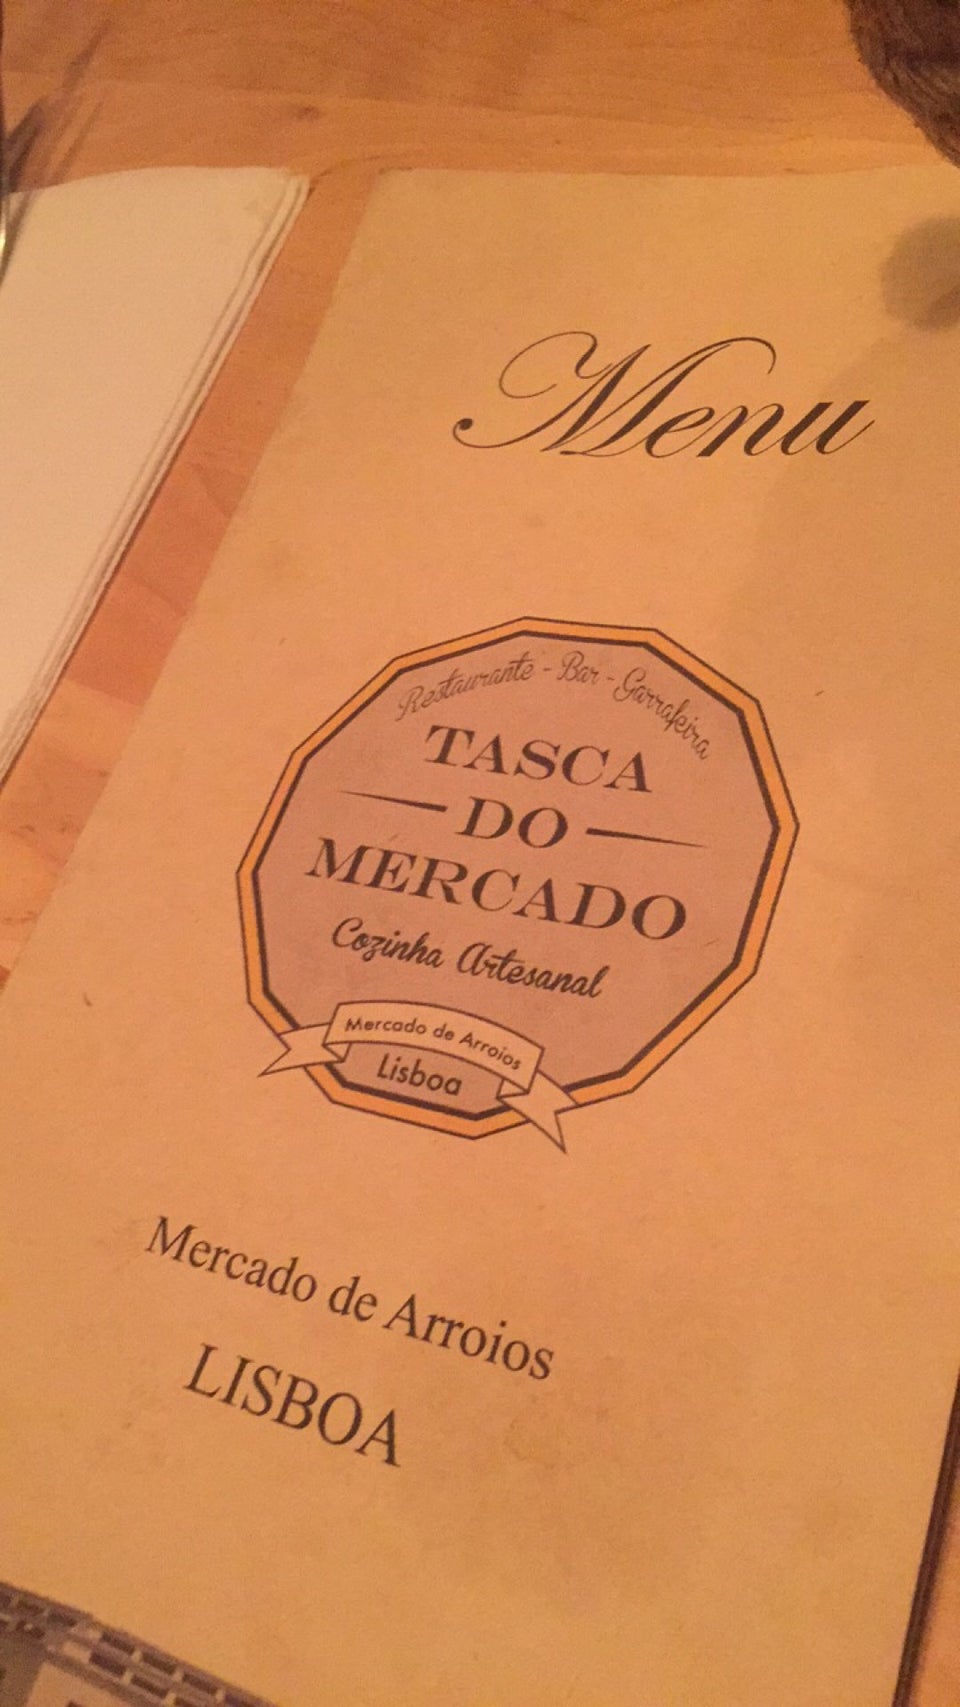 Menu
Restaurante - Bar - Garrafeira
TASCA
DO
MERCADO
Cozinha Artesanal
Mercado de Arroios
Lisboa
Mercado de Arroios
LISBOA